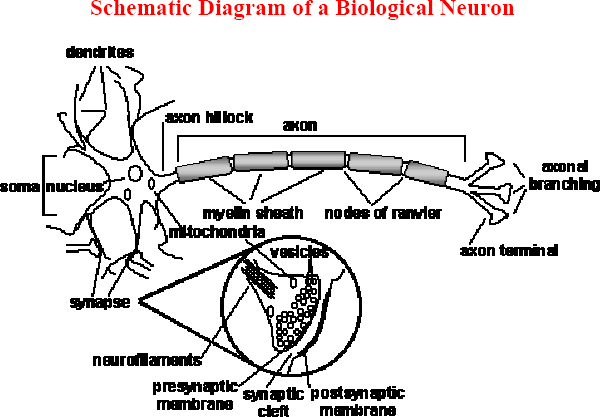 Schematic Diagram of a Biological Neuron
dendrites
axon hillock
axon
soma
nucleus
axonal
branching
myelin sheath
nodes of ranvier
mitochondria
axon terminal
vesicles
synapse
neurofilaments
presynaptic
membrane
synaptic
cleft
postsynaptic
membrane